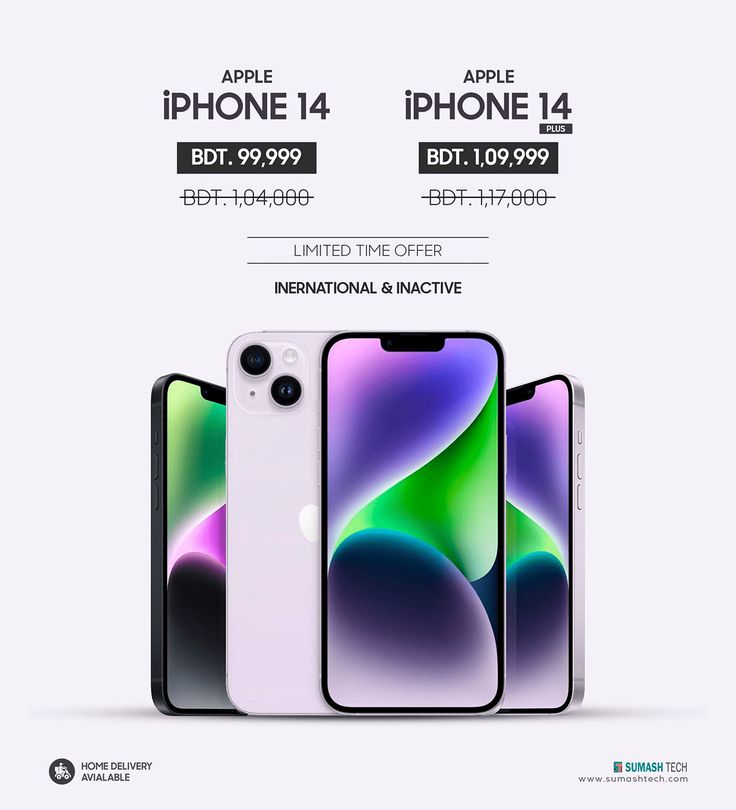 APPLE
iPHONE 14
BDT. 99,999
BDT. 1,04,000
APPLE
iPHONE 14
PLUS
BDT. 1,09,999
BDT. 1,17,000
LIMITED TIME OFFER
INERNATIONAL & INACTIVE
HOME DELIVERY
AVIALABLE
SUMASH TECH
www.sumashtech.com